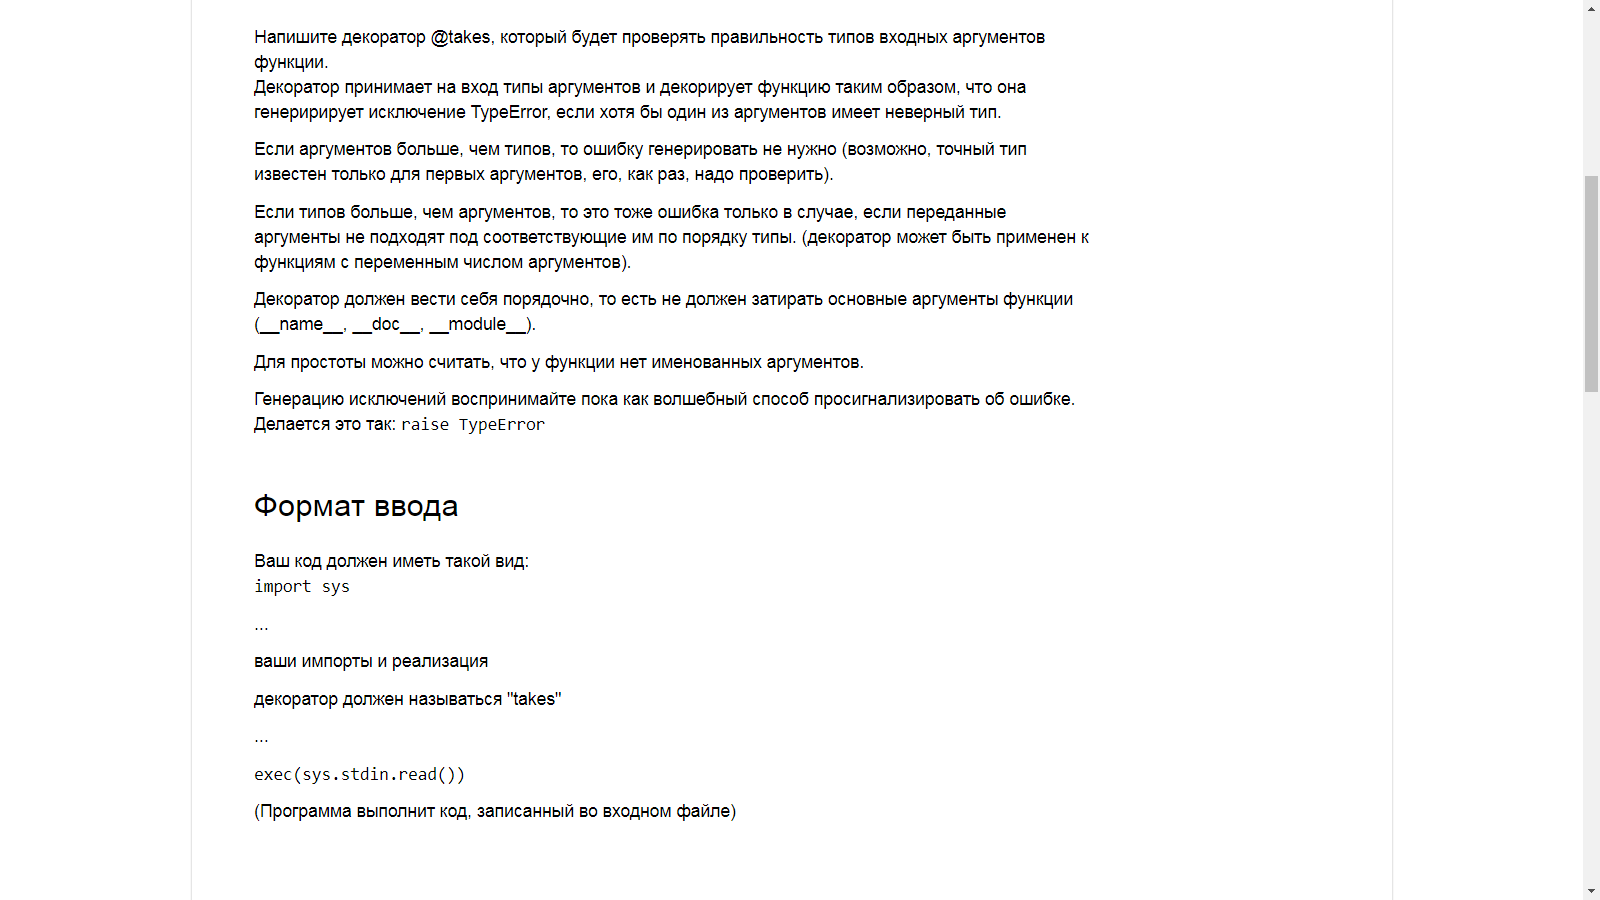 Напишите декоратор @takes, который будет проверять правильность типов входных аргументов
функции.
Декоратор принимает на вход типы аргументов и декорирует функцию таким образом, что она
генеририрует исключение TypeError, если хотя бы один из аргументов имеет неверный тип.
Если аргументов больше, чем типов, то ошибку генерировать не нужно (возможно, точный тип
известен только для первых аргументов, его, как раз, надо проверить).
Если типов больше, чем аргументов, то это тоже ошибка только в случае, если переданные
аргументы не подходят под соответствующие им по порядку типы. (декоратор может быть применен к
функциям с переменным числом аргументов).
Декоратор должен вести себя порядочно, то есть не должен затирать основные аргументы функции
(__name__, __doc__, __module__).
Для простоты можно считать, что у функции нет именованных аргументов.
Генерацию исключений воспринимайте пока как волшебный способ просигнализировать об ошибке.
Делается это так: raise TypeError
Формат ввода
Ваш код должен иметь такой вид:
import sys
...
ваши импорты и реализация
декоратор должен называться "takes"
...
exec(sys.stdin.read())
(Программа выполнит код, записанный во входном файле)